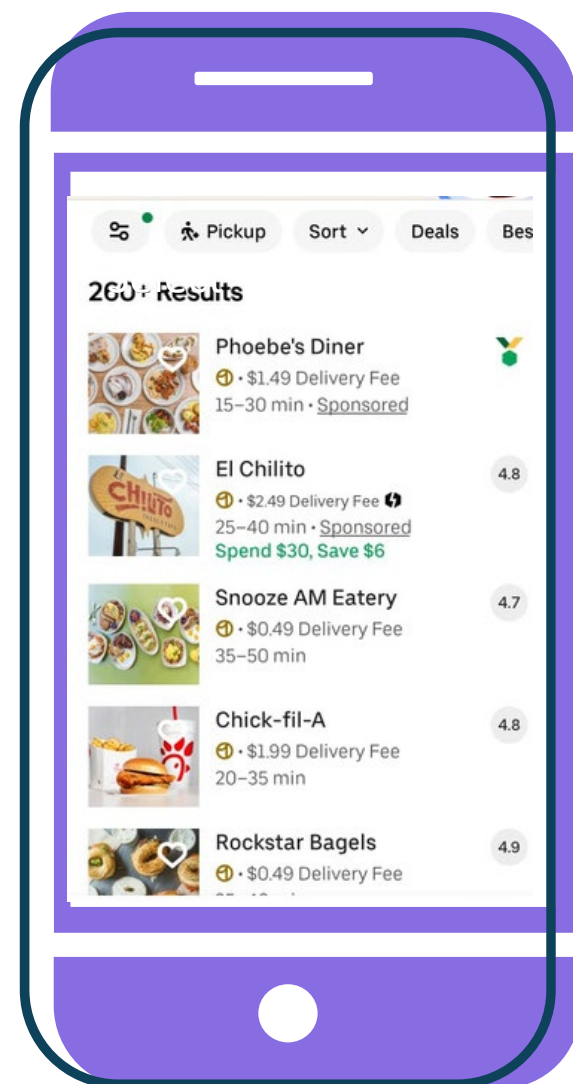 Pickup
Sort
Deals
Bes
Results
Phoebe's Diner
• $1.49 Delivery Fee
15–30 min • Sponsored
El Chilito
• $2.49 Delivery Fee
4.8
25–40 min • Sponsored
Spend $30, Save $6
CHILITO
Snooze AM Eatery
• $0.49 Delivery Fee
4.7
35–50 min
Chick-fil-A
• $1.99 Delivery Fee
4.8
20–35 min
Rockstar Bagels
• $0.49 Delivery Fee
4.9